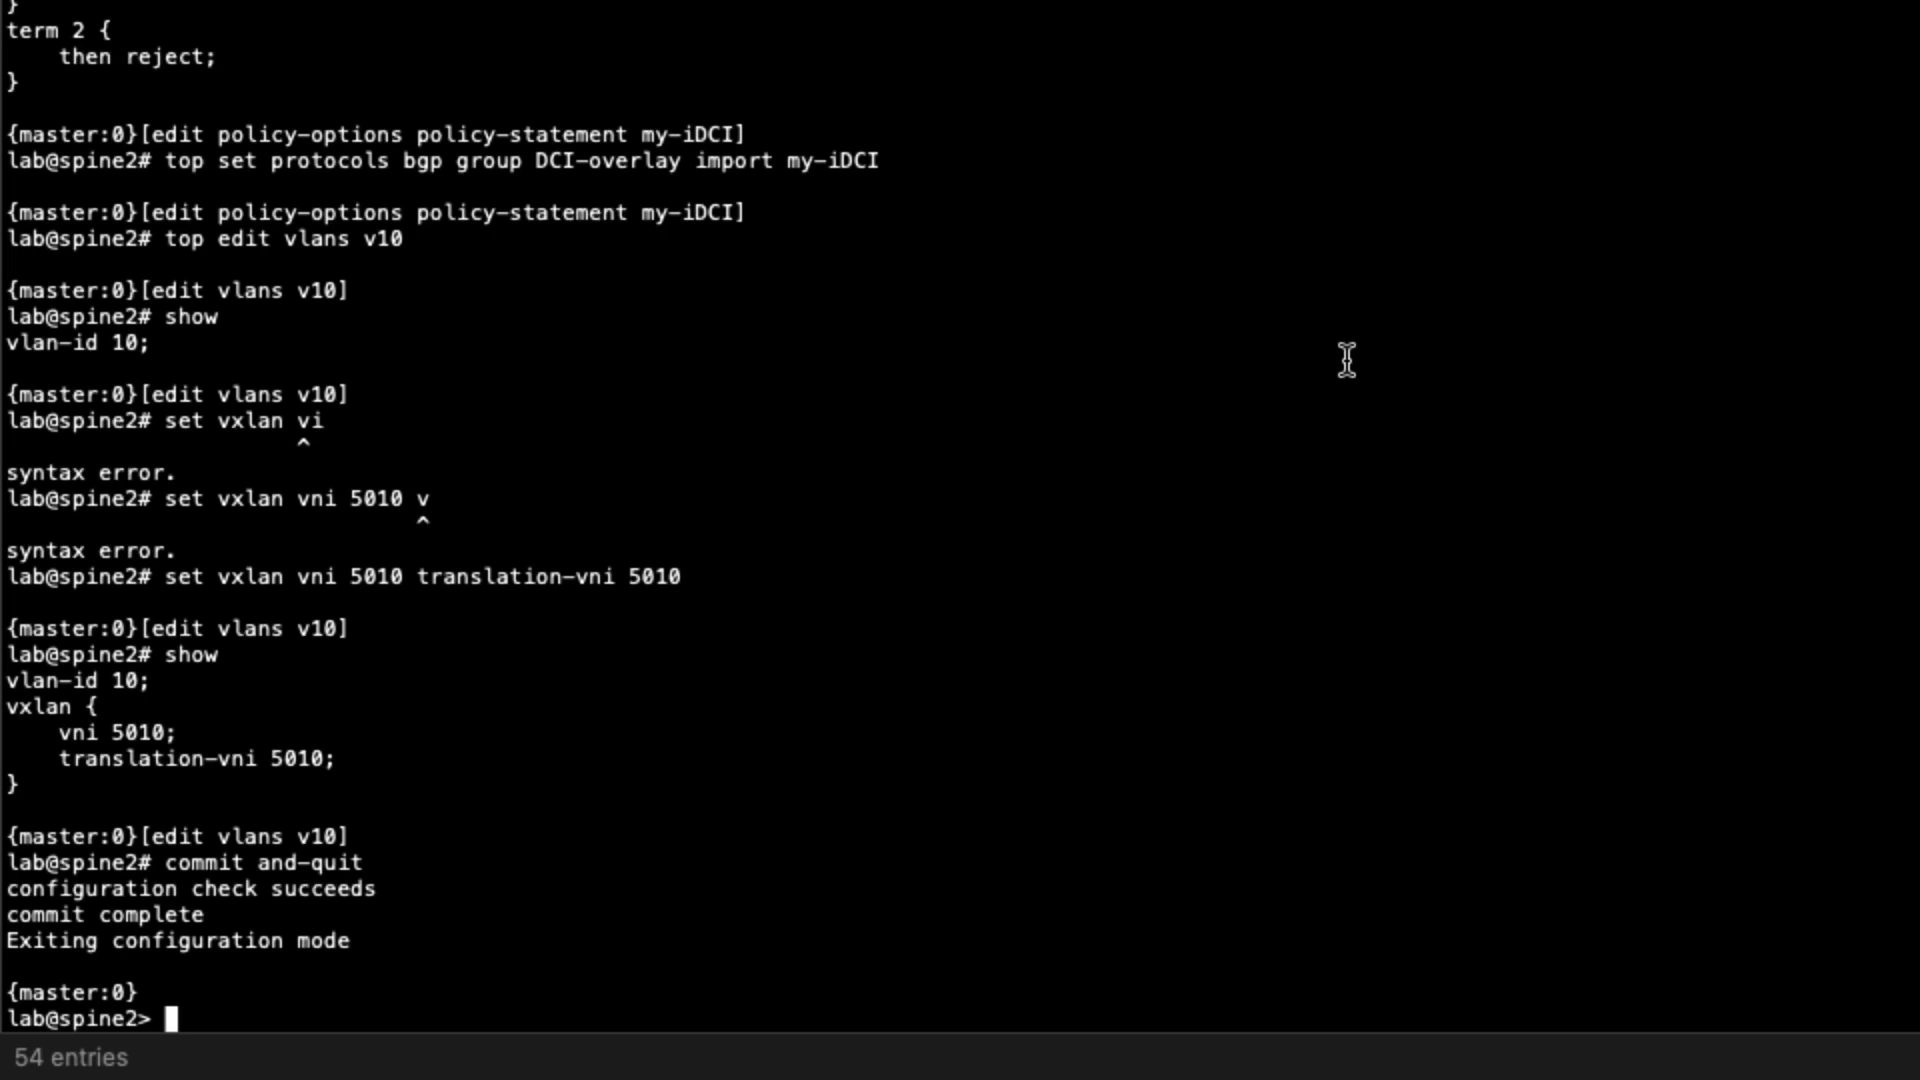 }
term 2 {
    then reject;
}

{master:0}[edit policy-options policy-statement my-iDCI]
lab@spine2# top set protocols bgp group DCI-overlay import my-iDCI

{master:0}[edit policy-options policy-statement my-iDCI]
lab@spine2# top edit vlans v10

{master:0}[edit vlans v10]
lab@spine2# show
vlan-id 10;

{master:0}[edit vlans v10]
lab@spine2# set vxlan vi
                      ^
syntax error.
lab@spine2# set vxlan vni 5010 v
                               ^
syntax error.
lab@spine2# set vxlan vni 5010 translation-vni 5010

{master:0}[edit vlans v10]
lab@spine2# show
vlan-id 10;
vxlan {
    vni 5010;
    translation-vni 5010;
}

{master:0}[edit vlans v10]
lab@spine2# commit and-quit
configuration check succeeds
commit complete
Exiting configuration mode

{master:0}
lab@spine2>
54 entries